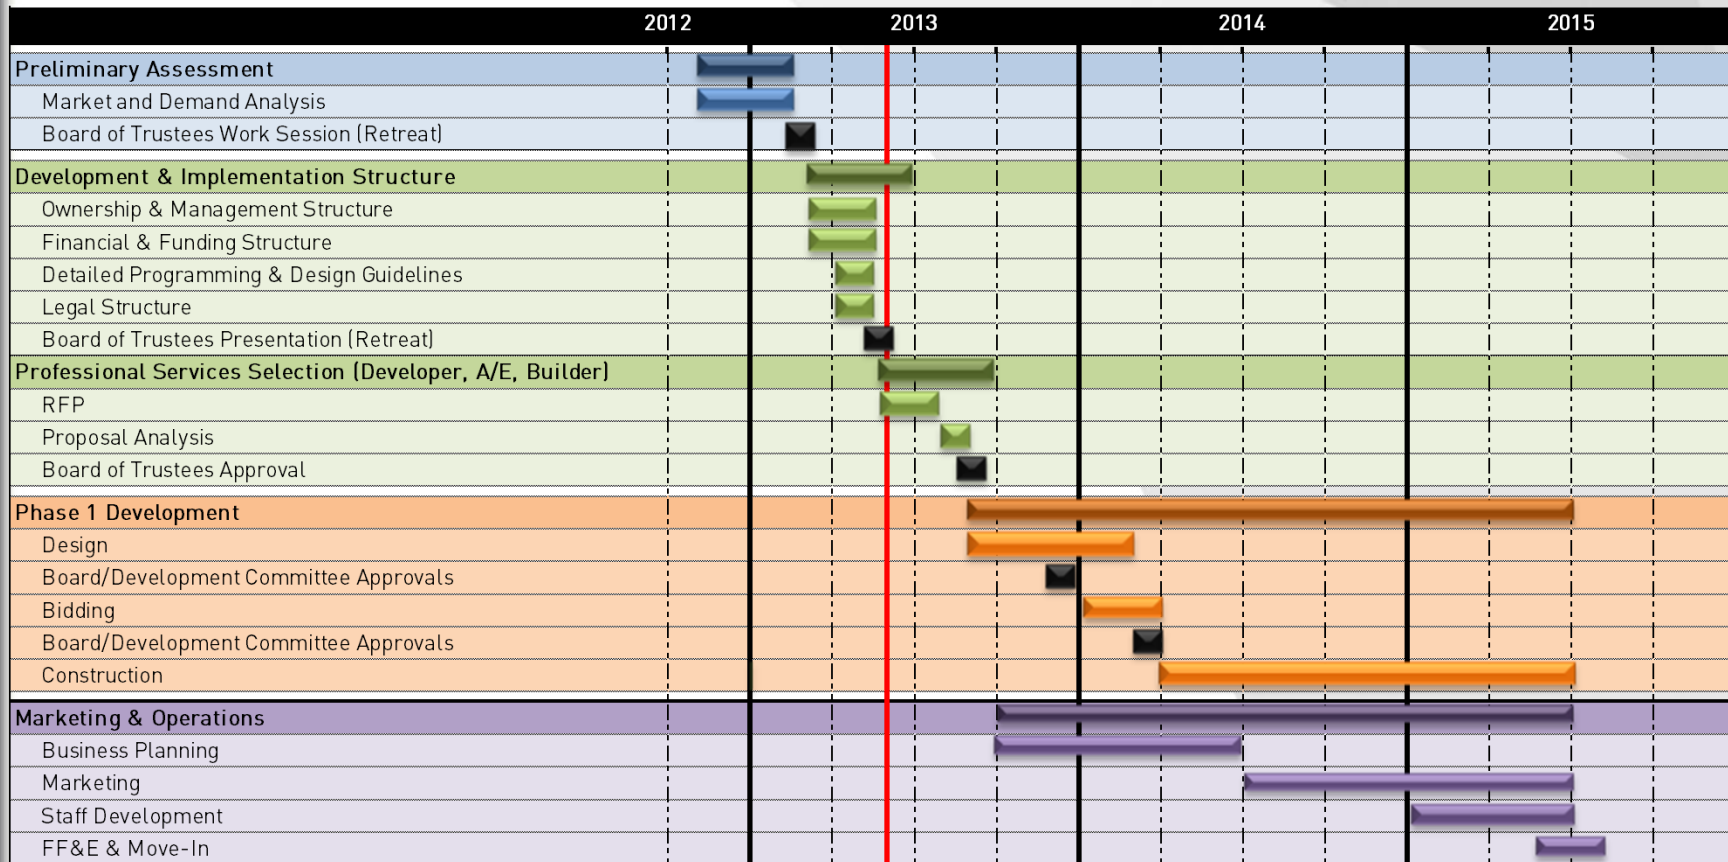 2012 2013 2014 2015
Preliminary Assessment
Market and Demand Analysis
Board of Trustees Work Session (Retreat)
Development & Implementation Structure
Ownership & Management Structure
Financial & Funding Structure
Detailed Programming & Design Guidelines
Legal Structure
Board of Trustees Presentation (Retreat)
Professional Services Selection (Developer, A/E, Builder)
RFP
Proposal Analysis
Board of Trustees Approval
Phase 1 Development
Design
Board/Development Committee Approvals
Bidding
Board/Development Committee Approvals
Construction
Marketing & Operations
Business Planning
Marketing
Staff Development
FF&E & Move-In